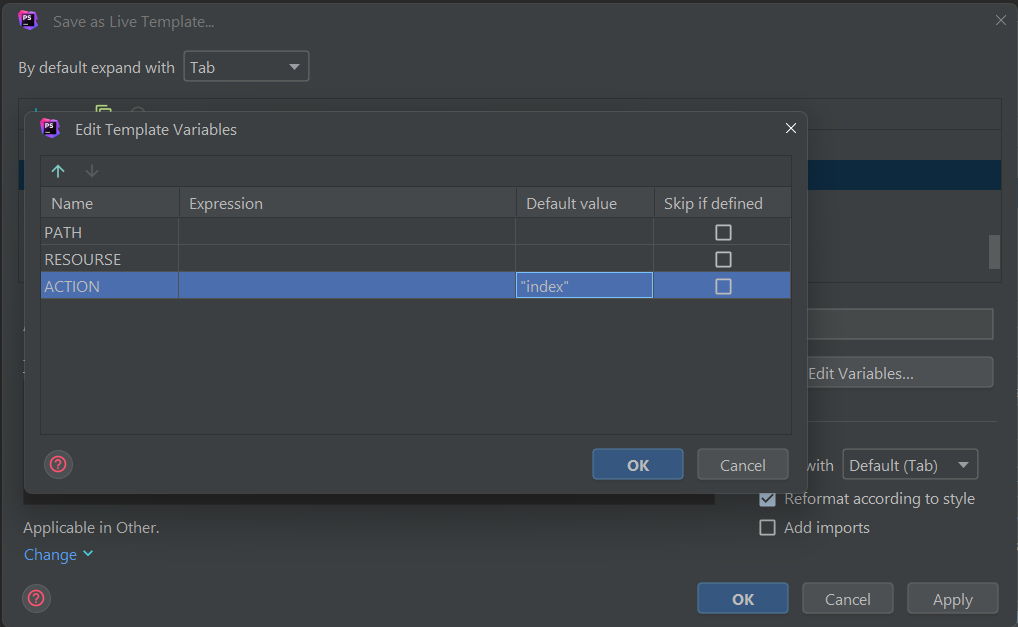 PS Save as Live Template...
By default expand with Tab
PS Edit Template Variables
Name Expression Default value Skip if defined
PATH
RESOURSE
ACTION "index"
Edit Variables...
OK Cancel
with Default (Tab)
Reformat according to style
Applicable in Other.
Add imports
Change
OK Cancel Apply